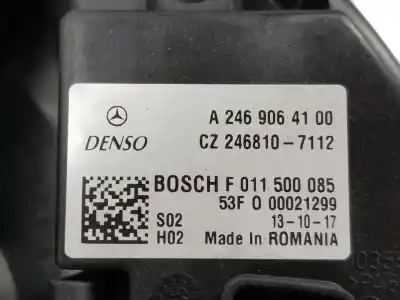 A 246 906 41 00
DENSO CZ 246810-7112
BOSCH F 011 500 085
53F O 00021299
S02 13-10-17
H02 Made in ROMANIA